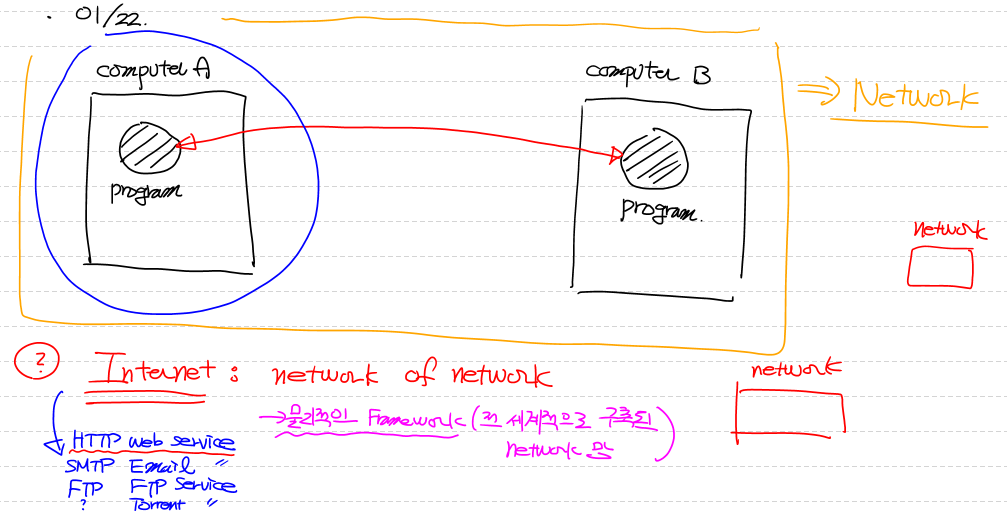 · 01/22.
computer A
computer B
⇒ Network
program
program.
network
? Internet : network of network
network
→ 물리적인 Framework (전 세계적으로 구축된
Network 망)
HTTP web service
SMTP Email 〃
FTP FTP Service
? Torrent 〃